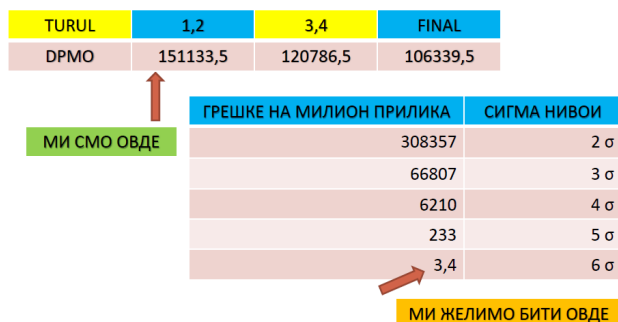 TURUL 1,2 3,4 FINAL
DPMO 151133,5 120786,5 106339,5
МИ СМО ОВДЕ
ГРЕШКЕ НА МИЛИОН ПРИЛИКА СИГМА НИВОИ
308357 2 σ
66807 3 σ
6210 4 σ
233 5 σ
3,4 6 σ
МИ ЖЕЛИМО БИТИ ОВДЕ